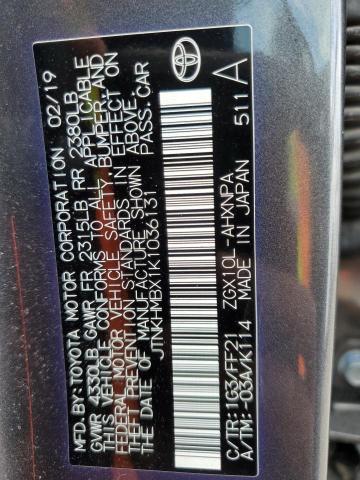 MFD.BY:TOYOTA MOTOR CORPORATION 02/19
GVWR 4330LB GAWR FR 2315LB RR 2380LB
THIS VEHICLE CONFORMS TO ALL APPLICABLE
FEDERAL MOTOR VEHICLE SAFETY BUMPER, AND
THEFT PREVENTION STANDARDS IN EFFECT ON
THE DATE OF MANUFACTURE SHOWN ABOVE.
JTNKHMBX1K1036131 PASS.CAR
ZGX10L-AHXNPA
C/TR:1G3/FF21 MADE IN JAPAN
A/TM:-03A/K114 511 A